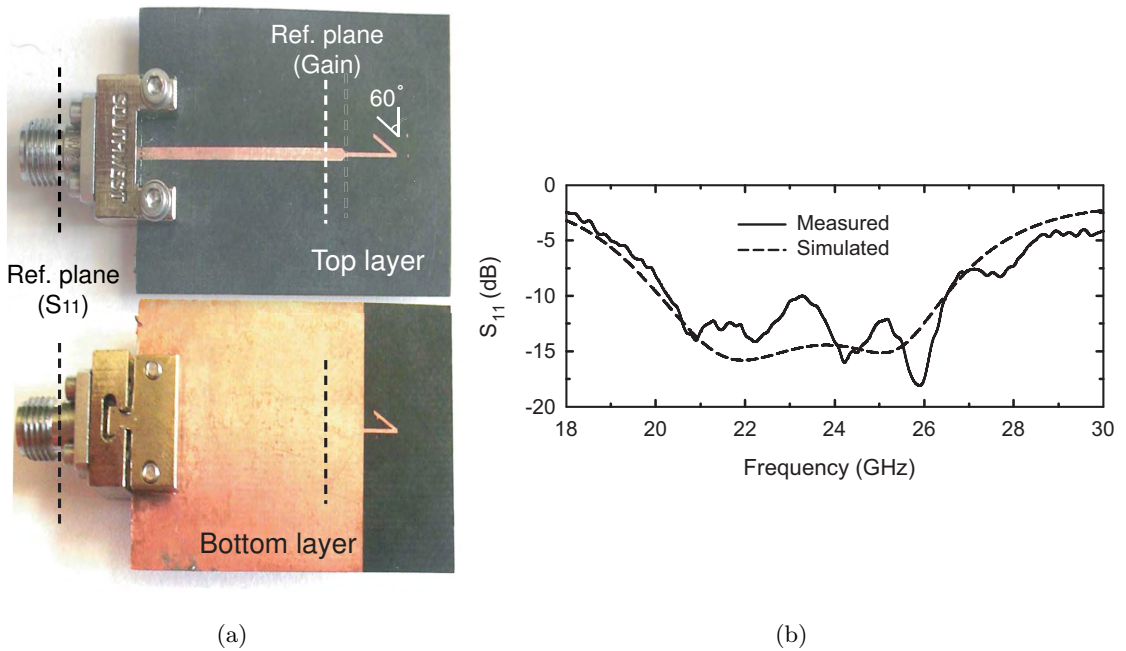 Ref. plane
(Gain)
60°
SOUTHWEST
Top layer
Ref. plane
(S11)
Bottom layer
0
-5
-10
-15
-20
S11 (dB)
Measured
Simulated
18
20
22
24
26
28
30
Frequency (GHz)
(a)
(b)